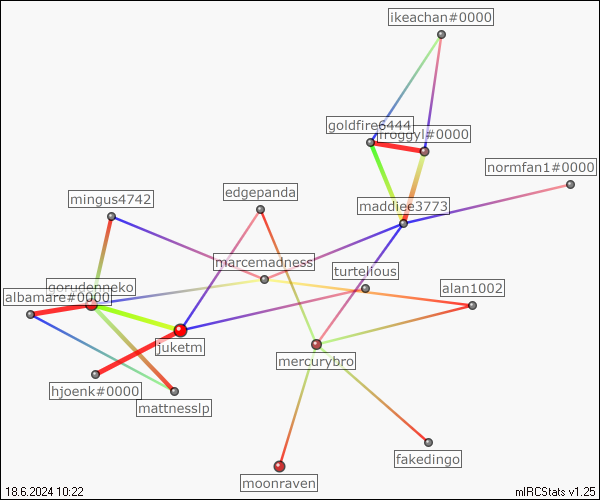 ikeachan#0000
goldfire6444
froggyl#0000
normfan1#0000
mingus4742
edgepanda
maddiee3773
marcemadness
turtelious
gorudenneko
albamare#0000
alan1002
juketm
mercurybro
hjoenk#0000
mattnesslp
fakedingo
moonraven
18.6.2024 10:22
mIRCStats v1.25